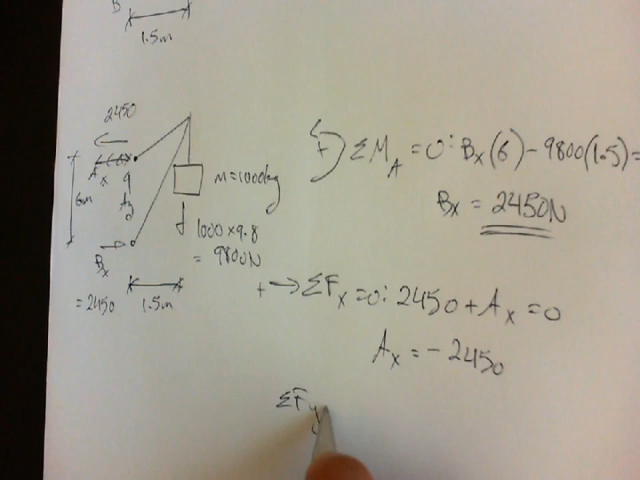 B
1.5m
2450
Ax
Ay
6m
M=1000kg
1000×9.8
= 9800N
Bx
= 2450
1.5m
+ ΣM_A = 0: Bx(6) - 9800(1.5) =
Bx = 2450N
+ → ΣFx = 0: 2450 + Ax = 0
Ax = - 2450
ΣFy